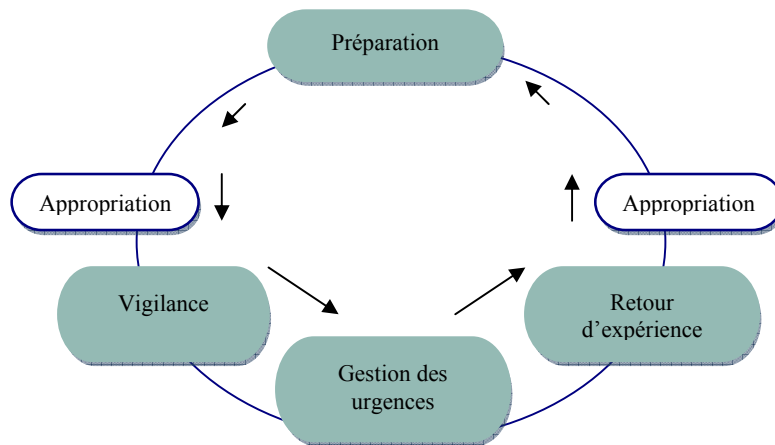 Préparation
Appropriation
Appropriation
Vigilance
Retour
d’expérience
Gestion des
urgences